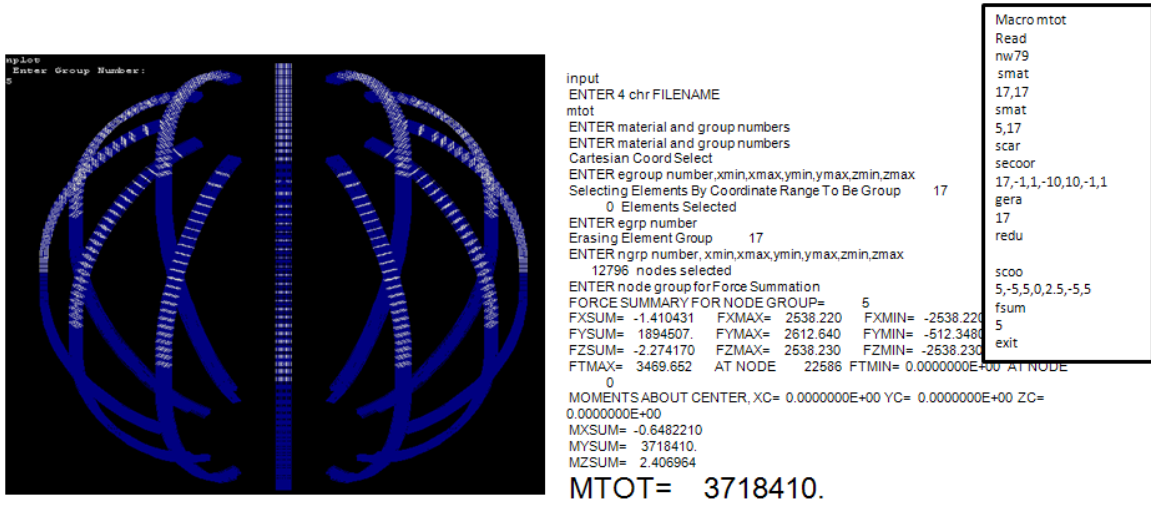 nplot
Enter Group Number:
5
input
ENTER 4 chr FILENAME
mtot
ENTER material and group numbers
ENTER material and group numbers
Cartesian Coord Select
ENTER egroup number,xmin,xmax,ymin,ymax,zmin,zmax
Selecting Elements By Coordinate Range To Be Group 17
0 Elements Selected
ENTER egrp number
Erasing Element Group 17
ENTER ngrp number, xmin,xmax,ymin,ymax,zmin,zmax
12796 nodes selected
ENTER node group for Force Summation
FORCE SUMMARY FOR NODE GROUP= 5
FXSUM= -1.410431 FXMAX= 2538.220 FXMIN= -2538.220
FYSUM= 1894507. FYMAX= 2612.640 FYMIN= -512.3480
FZSUM= -2.274170 FZMAX= 2538.230 FZMIN= -2538.230
FTMAX= 3469.652 AT NODE 22586 FTMIN= 0.0000000E+00 AT NODE
0
MOMENTS ABOUT CENTER, XC= 0.0000000E+00 YC= 0.0000000E+00 ZC=
0.0000000E+00
MXSUM= -0.6482210
MYSUM= 3718410.
MZSUM= 2.406964
MTOT= 3718410.
Macro mtot
Read
nw79
smat
17,17
smat
5,17
scar
secoor
17,-1,1,-10,10,-1,1
gera
17
redu
scoo
5,-5,5,0,2.5,-5,5
fsum
5
exit